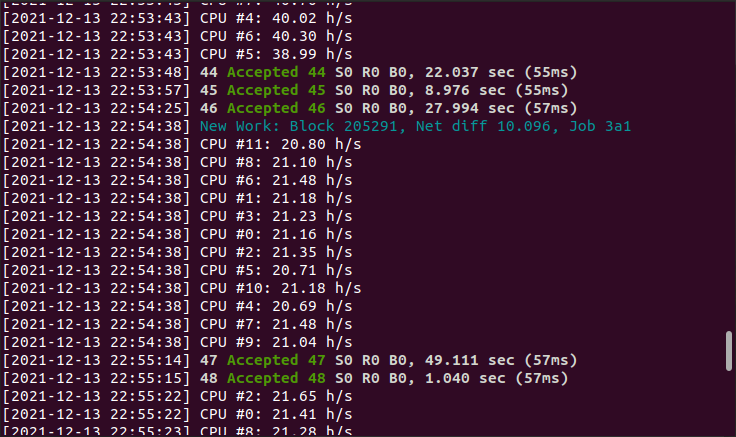 [2021-12-13 22:53:43] CPU #4: 40.02 h/s
[2021-12-13 22:53:43] CPU #6: 40.30 h/s
[2021-12-13 22:53:43] CPU #5: 38.99 h/s
[2021-12-13 22:53:48] 44 Accepted 44 S0 R0 B0, 22.037 sec (55ms)
[2021-12-13 22:53:57] 45 Accepted 45 S0 R0 B0, 8.976 sec (55ms)
[2021-12-13 22:54:25] 46 Accepted 46 S0 R0 B0, 27.994 sec (57ms)
[2021-12-13 22:54:38] New Work: Block 205291, Net diff 10.096, Job 3a1
[2021-12-13 22:54:38] CPU #11: 20.80 h/s
[2021-12-13 22:54:38] CPU #8: 21.10 h/s
[2021-12-13 22:54:38] CPU #6: 21.48 h/s
[2021-12-13 22:54:38] CPU #1: 21.18 h/s
[2021-12-13 22:54:38] CPU #3: 21.23 h/s
[2021-12-13 22:54:38] CPU #0: 21.16 h/s
[2021-12-13 22:54:38] CPU #2: 21.35 h/s
[2021-12-13 22:54:38] CPU #5: 20.71 h/s
[2021-12-13 22:54:38] CPU #10: 21.18 h/s
[2021-12-13 22:54:38] CPU #4: 20.69 h/s
[2021-12-13 22:54:38] CPU #7: 21.48 h/s
[2021-12-13 22:54:38] CPU #9: 21.04 h/s
[2021-12-13 22:55:14] 47 Accepted 47 S0 R0 B0, 49.111 sec (57ms)
[2021-12-13 22:55:15] 48 Accepted 48 S0 R0 B0, 1.040 sec (57ms)
[2021-12-13 22:55:22] CPU #2: 21.65 h/s
[2021-12-13 22:55:22] CPU #0: 21.41 h/s
[2021-12-13 22:55:23] CPU #8: 21.28 h/s